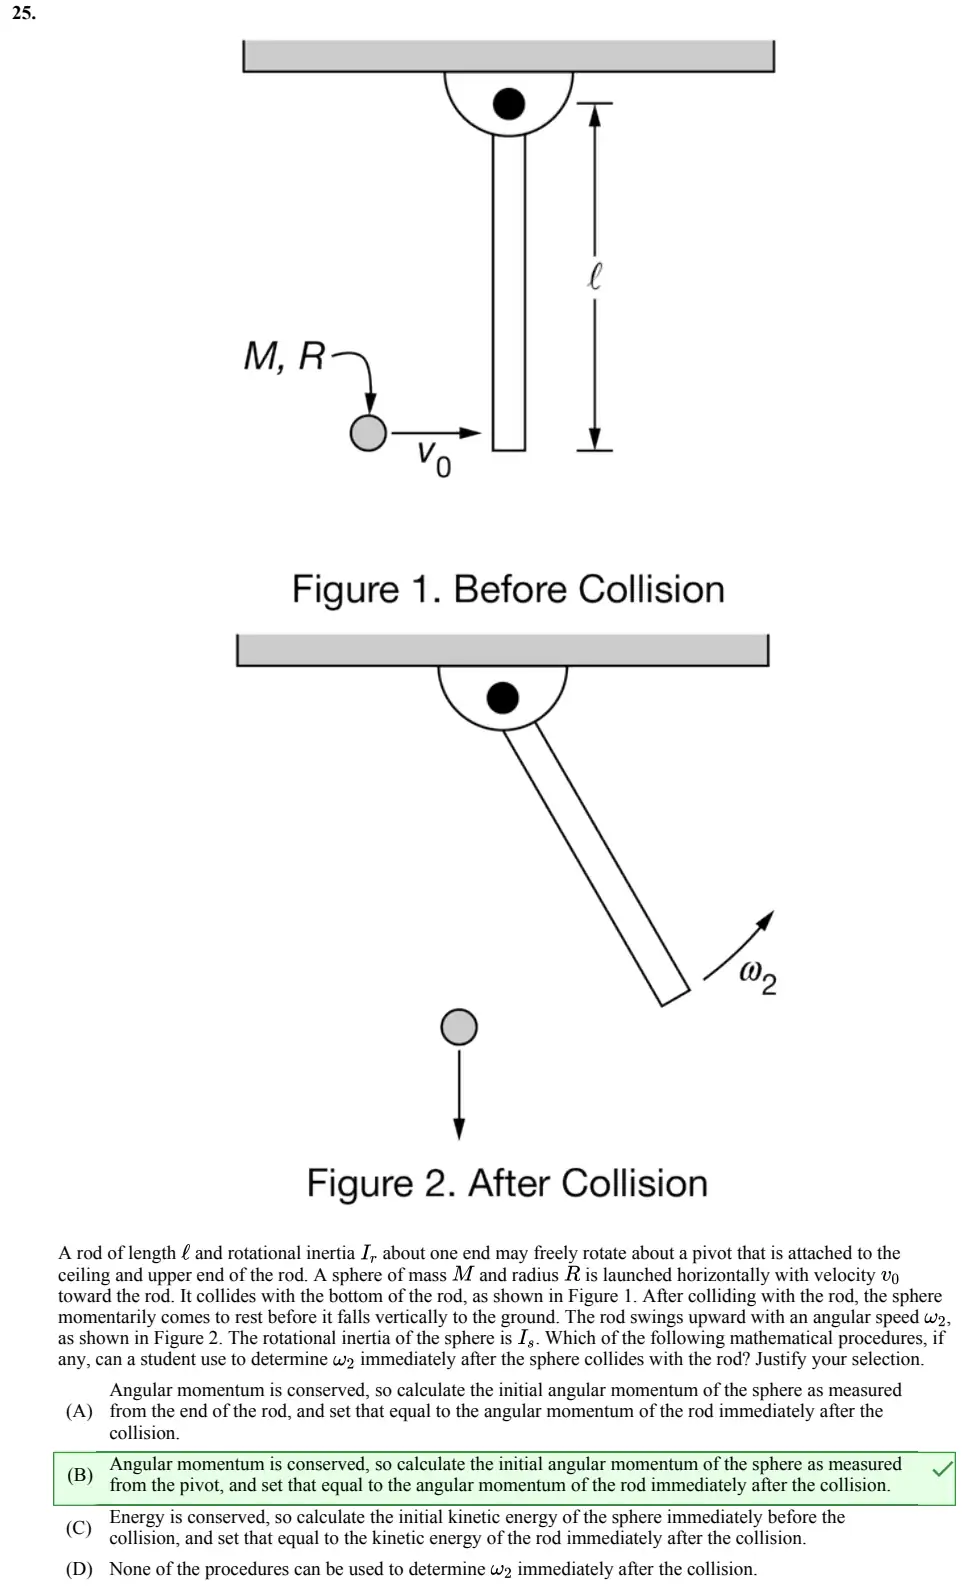 25.
ℓ
M, R
v₀
Figure 1. Before Collision
ω₂
Figure 2. After Collision
A rod of length ℓ and rotational inertia Iᵣ about one end may freely rotate about a pivot that is attached to the
ceiling and upper end of the rod. A sphere of mass M and radius R is launched horizontally with velocity v₀
toward the rod. It collides with the bottom of the rod, as shown in Figure 1. After colliding with the rod, the sphere
momentarily comes to rest before it falls vertically to the ground. The rod swings upward with an angular speed ω₂,
as shown in Figure 2. The rotational inertia of the sphere is Iₛ. Which of the following mathematical procedures, if
any, can a student use to determine ω₂ immediately after the sphere collides with the rod? Justify your selection.
Angular momentum is conserved, so calculate the initial angular momentum of the sphere as measured
(A) from the end of the rod, and set that equal to the angular momentum of the rod immediately after the
collision.
(B) Angular momentum is conserved, so calculate the initial angular momentum of the sphere as measured
from the pivot, and set that equal to the angular momentum of the rod immediately after the collision.
(C) Energy is conserved, so calculate the initial kinetic energy of the sphere immediately before the
collision, and set that equal to the kinetic energy of the rod immediately after the collision.
(D) None of the procedures can be used to determine ω₂ immediately after the collision.